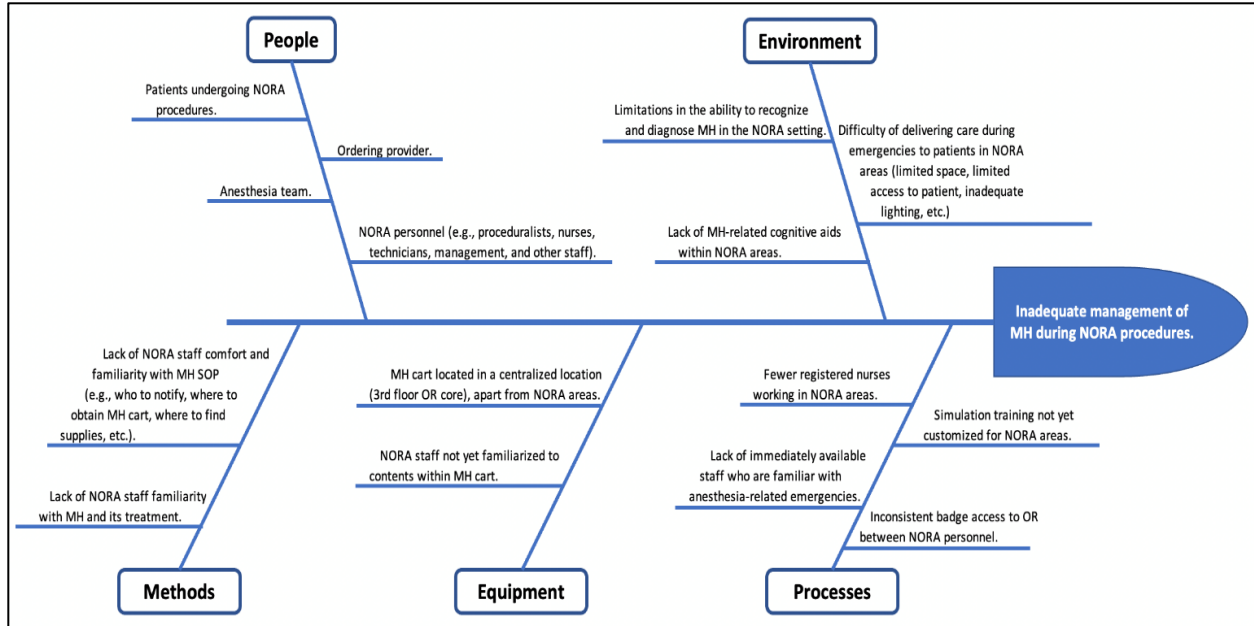 People
Patients undergoing NORA
procedures.
Ordering provider.
Anesthesia team.
NORA personnel (e.g., proceduralists, nurses,
technicians, management, and other staff).
Environment
Limitations in the ability to recognize
and diagnose MH in the NORA setting.
Difficulty of delivering care during
emergencies to patients in NORA
areas (limited space, limited
access to patient, inadequate
lighting, etc.)
Lack of MH-related cognitive aids
within NORA areas.
Inadequate management of
MH during NORA procedures.
Lack of NORA staff comfort and
familiarity with MH SOP
(e.g., who to notify, where to
obtain MH cart, where to find
supplies, etc.).
Lack of NORA staff familiarity
with MH and its treatment.
Methods
MH cart located in a centralized location
(3rd floor OR core), apart from NORA areas.
NORA staff not yet familiarized to
contents within MH cart.
Equipment
Fewer registered nurses
working in NORA areas.
Simulation training not yet
customized for NORA areas.
Lack of immediately available
staff who are familiar with
anesthesia-related emergencies.
Inconsistent badge access to OR
between NORA personnel.
Processes